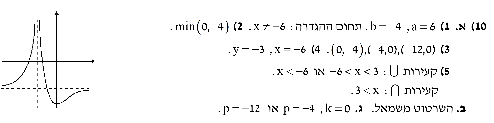 10) א. 1) a = 6, b = −4. תחום ההגדרה: x ≠ −6. 2) min(0, −4).
3) (−12,0), (−4,0), (0, −4). 4) y = −3, x = −6.
5) קעירות ⋃: −6 < x < 3 או x < −6.
קעירות ⋂: 3 < x.
ב. השרטוט משמאל. ג. k = 0, p = −4 או p = −12.